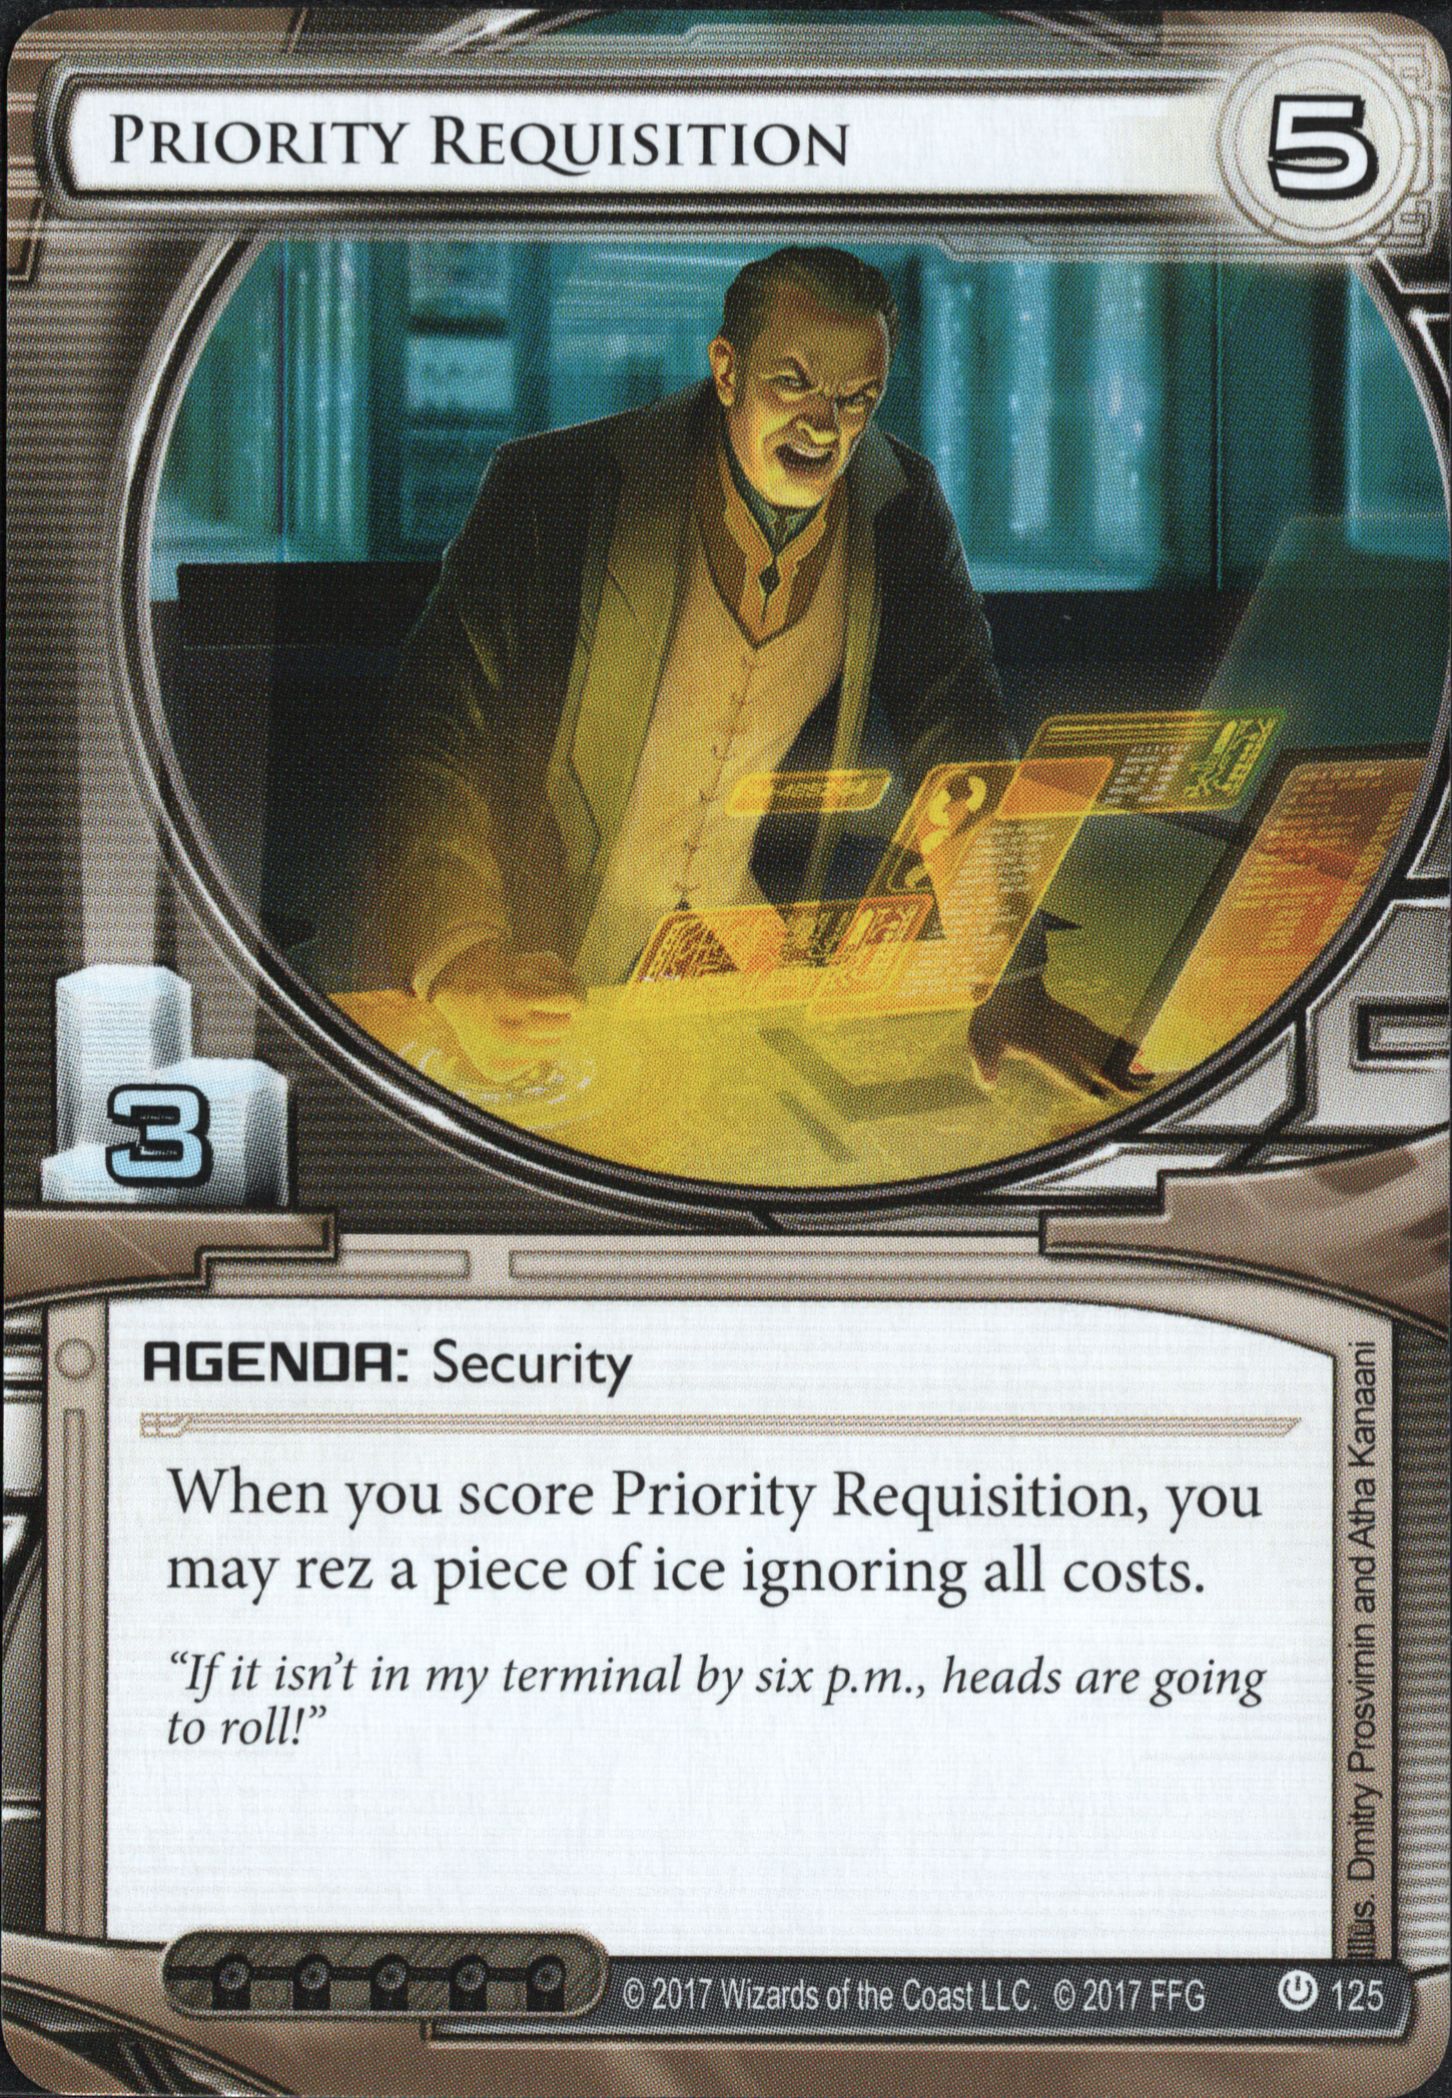 PRIORITY REQUISITION
5
3
AGENDA: Security
When you score Priority Requisition, you
may rez a piece of ice ignoring all costs.
“If it isn’t in my terminal by six p.m., heads are going
to roll!”
Illus. Dmitry Prosvirnin and Atha Kanaani
© 2017 Wizards of the Coast LLC. © 2017 FFG
125